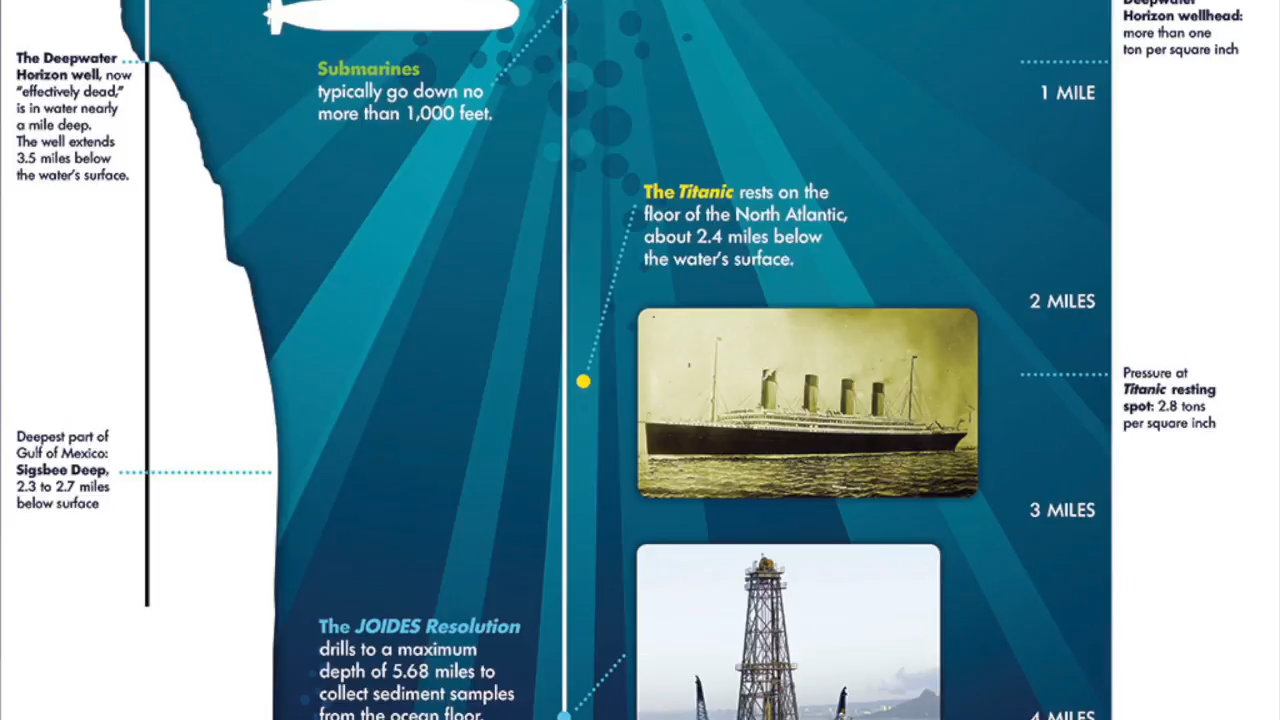 Deepwater
Horizon wellhead:
more than one
ton per square inch
The Deepwater
Horizon well, now
“effectively dead,”
is in water nearly
a mile deep.
The well extends
3.5 miles below
the water’s surface.
Submarines
typically go down no
more than 1,000 feet.
1 MILE
The Titanic rests on the
floor of the North Atlantic,
about 2.4 miles below
the water’s surface.
2 MILES
Pressure at
Titanic resting
spot: 2.8 tons
per square inch
Deepest part of
Gulf of Mexico:
Sigsbee Deep,
2.3 to 2.7 miles
below surface
3 MILES
The JOIDES Resolution
drills to a maximum
depth of 5.68 miles to
collect sediment samples
from the ocean floor.
4 MILES